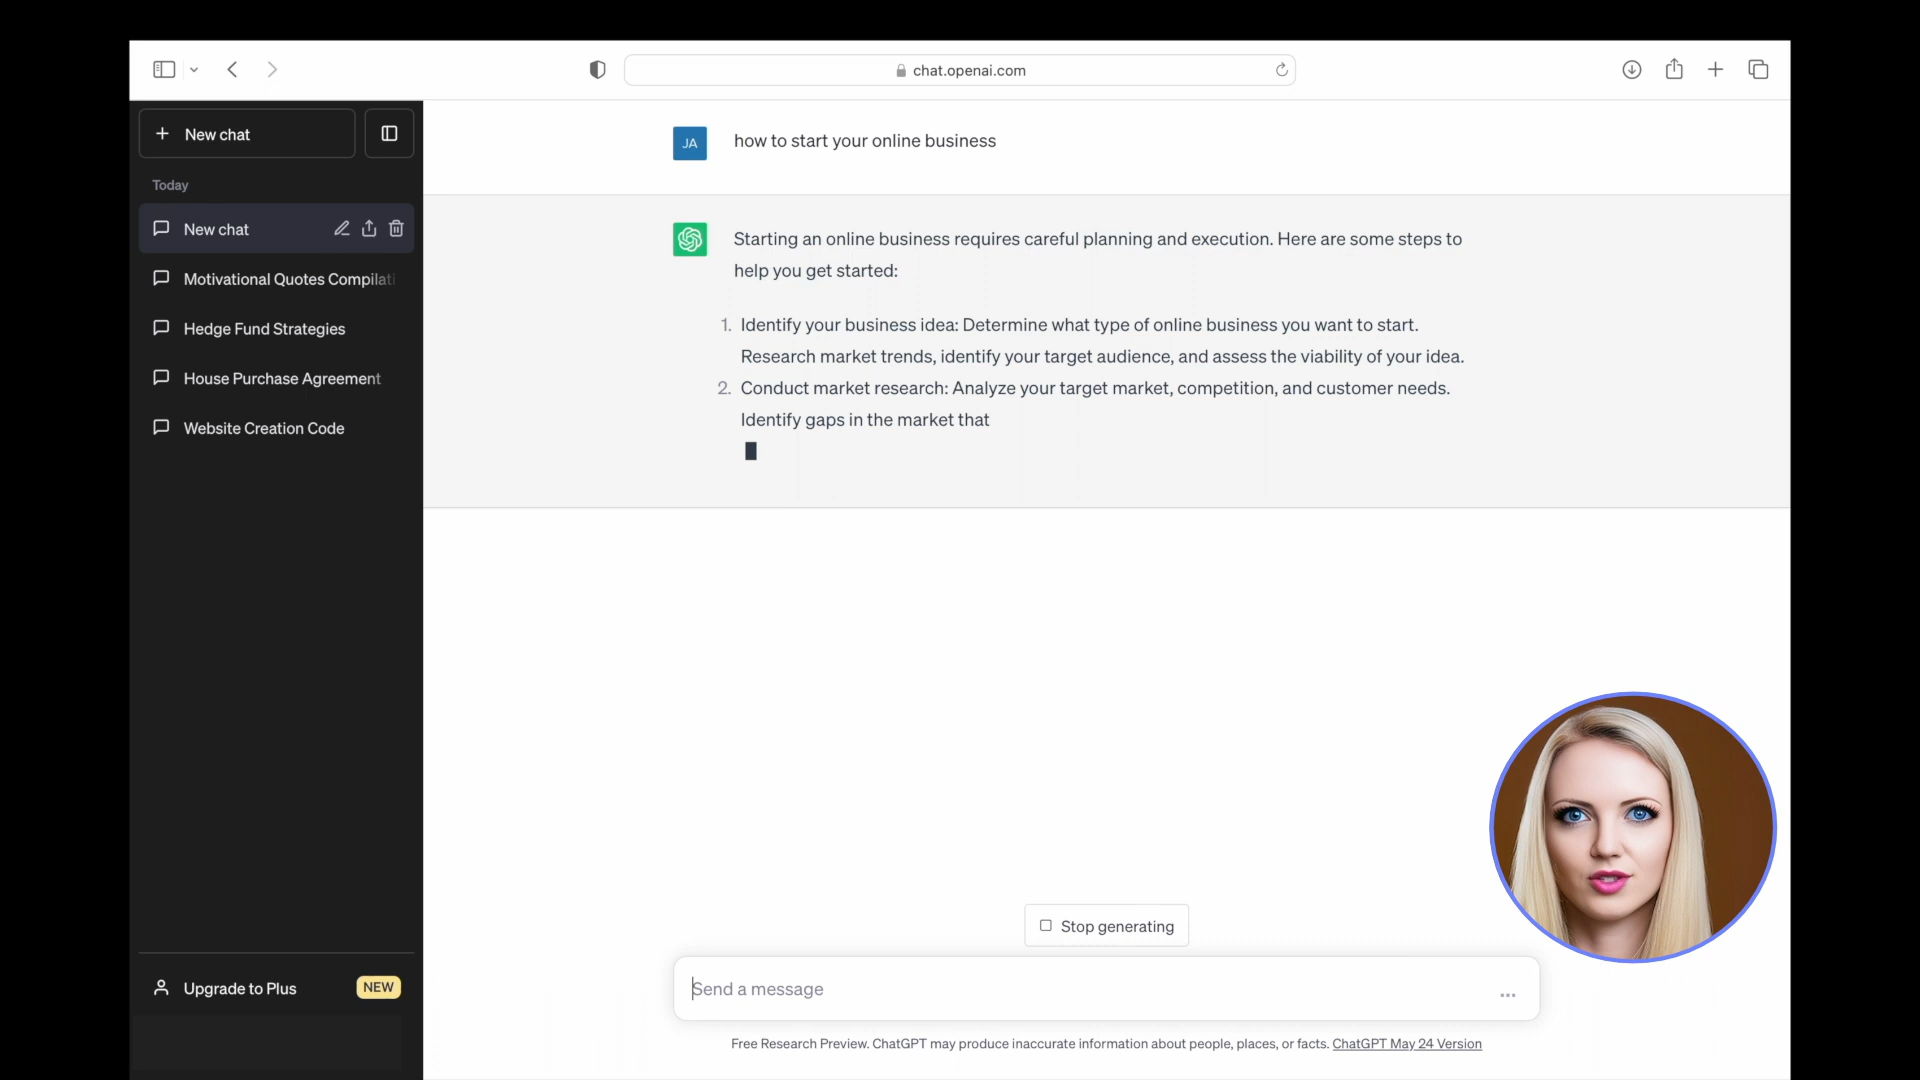 chat.openai.com
New chat
Today
New chat
Motivational Quotes Compilati
Hedge Fund Strategies
House Purchase Agreement
Website Creation Code
Upgrade to Plus
NEW
JA
how to start your online business
Starting an online business requires careful planning and execution. Here are some steps to
help you get started:
1. Identify your business idea: Determine what type of online business you want to start.
Research market trends, identify your target audience, and assess the viability of your idea.
2. Conduct market research: Analyze your target market, competition, and customer needs.
Identify gaps in the market that
Stop generating
Send a message
Free Research Preview. ChatGPT may produce inaccurate information about people, places, or facts. ChatGPT May 24 Version